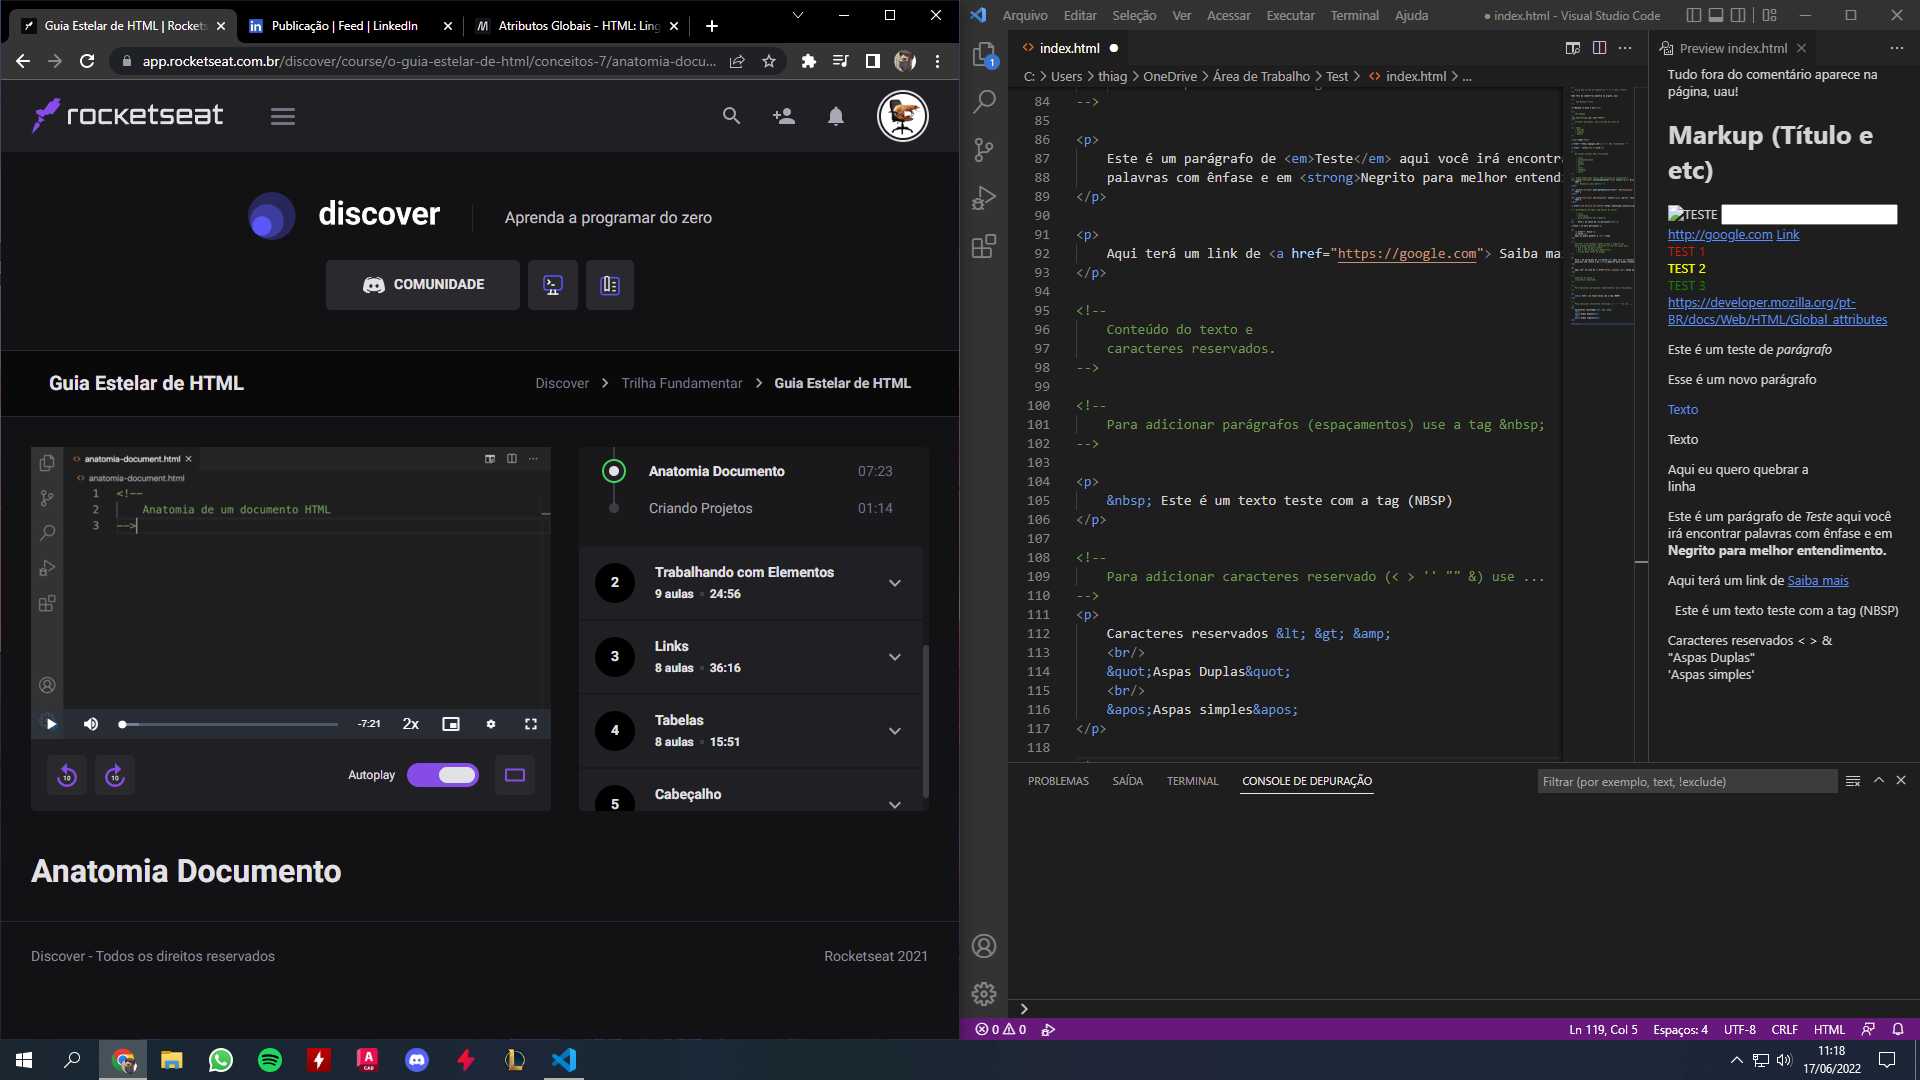 Guia Estelar de HTML | Rockets
Publicação | Feed | LinkedIn
Atributos Globais - HTML: Ling
app.rocketseat.com.br/discover/course/o-guia-estelar-de-html/conceitos-7/anatomia-docu...
rocketseat
discover
Aprenda a programar do zero
COMUNIDADE
Guia Estelar de HTML
Discover > Trilha Fundamentar > Guia Estelar de HTML
anatomia-document.html
anatomia-document.html
1 <!--
2 Anatomia de um documento HTML
3 -->
-7:21
2x
10
10
Autoplay
Anatomia Documento 07:23
Criando Projetos 01:14
2 Trabalhando com Elementos
9 aulas 24:56
3 Links
8 aulas 36:16
4 Tabelas
8 aulas 15:51
5 Cabeçalho
Anatomia Documento
Discover - Todos os direitos reservados
Rocketseat 2021
Arquivo Editar Seleção Ver Acessar Executar Terminal Ajuda
● index.html - Visual Studio Code
1
index.html
C: > Users > thiag > OneDrive > Área de Trabalho > Test > index.html > ...
84 -->
85
86 <p>
87 Este é um parágrafo de <em>Teste</em> aqui você irá encontra
88 palavras com ênfase e em <strong>Negrito para melhor entendi
89 </p>
90
91 <p>
92 Aqui terá um link de <a href="https://google.com"> Saiba mai
93 </p>
94
95 <!--
96 Conteúdo do texto e
97 caracteres reservados.
98 -->
99
100 <!--
101 Para adicionar parágrafos (espaçamentos) use a tag &nbsp;
102 -->
103
104 <p>
105 &nbsp; Este é um texto teste com a tag (NBSP)
106 </p>
107
108 <!--
109 Para adicionar caracteres reservado (< > '' "" &) use ...
110 -->
111 <p>
112 Caracteres reservados &lt; &gt; &amp;
113 <br/>
114 &quot;Aspas Duplas&quot;
115 <br/>
116 &apos;Aspas simples&apos;
117 </p>
118
Preview index.html
Tudo fora do comentário aparece na
página, uau!
Markup (Título e
etc)
TESTE
http://google.com Link
TEST 1
TEST 2
TEST 3
https://developer.mozilla.org/pt-
BR/docs/Web/HTML/Global_attributes
Este é um teste de parágrafo
Esse é um novo parágrafo
Texto
Texto
Aqui eu quero quebrar a
linha
Este é um parágrafo de Teste aqui você
irá encontrar palavras com ênfase e em
Negrito para melhor entendimento.
Aqui terá um link de Saiba mais
Este é um texto teste com a tag (NBSP)
Caracteres reservados < > &
"Aspas Duplas"
'Aspas simples'
PROBLEMAS SAÍDA TERMINAL CONSOLE DE DEPURAÇÃO
Filtrar (por exemplo, text, !exclude)
0 0
Ln 119, Col 5 Espaços: 4 UTF-8 CRLF HTML
A CAD
11:18
17/06/2022